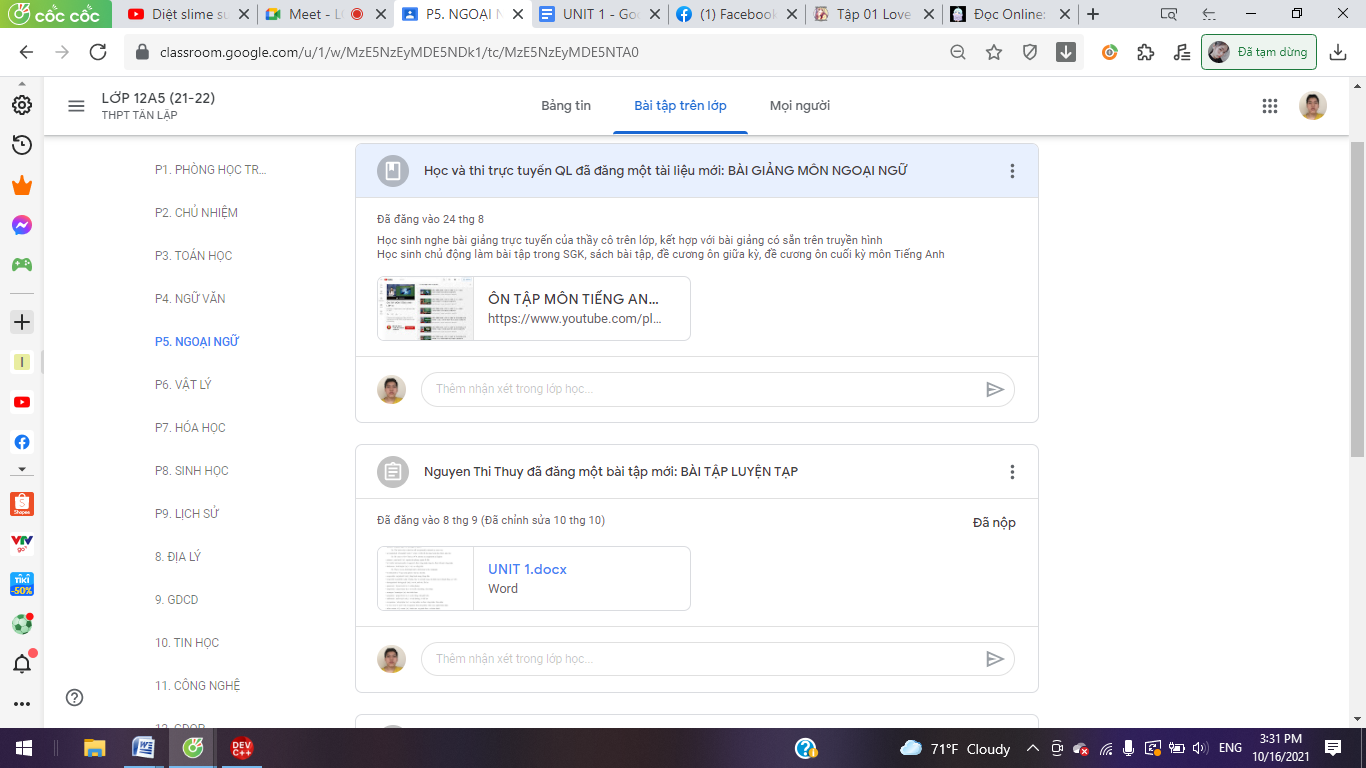 CỐC CỐC
Diệt slime su
Meet - L
P5. NGOẠI N
UNIT 1 - Goo
(1) Facebook
Tập 01 Love
Đọc Online:
classroom.google.com/u/1/w/MzE5NzEyMDE5NDk1/tc/MzE5NzEyMDE5NTA0
Đã tạm dừng
LỚP 12A5 (21-22)
THPT TÂN LẬP
Bảng tin
Bài tập trên lớp
Mọi người
P1. PHÒNG HỌC TR...
P2. CHỦ NHIỆM
P3. TOÁN HỌC
P4. NGỮ VĂN
P5. NGOẠI NGỮ
P6. VẬT LÝ
P7. HÓA HỌC
P8. SINH HỌC
P9. LỊCH SỬ
8. ĐỊA LÝ
9. GDCD
10. TIN HỌC
11. CÔNG NGHỆ
Học và thi trực tuyến QL đã đăng một tài liệu mới: BÀI GIẢNG MÔN NGOẠI NGỮ
Đã đăng vào 24 thg 8
Học sinh nghe bài giảng trực tuyến của thầy cô trên lớp, kết hợp với bài giảng có sẵn trên truyền hình
Học sinh chủ động làm bài tập trong SGK, sách bài tập, đề cương ôn giữa kỳ, đề cương ôn cuối kỳ môn Tiếng Anh
ÔN TẬP MÔN TIẾNG AN...
https://www.youtube.com/pl...
Thêm nhận xét trong lớp học...
Nguyen Thi Thuy đã đăng một bài tập mới: BÀI TẬP LUYỆN TẠP
Đã đăng vào 8 thg 9 (Đã chỉnh sửa 10 thg 10)
Đã nộp
UNIT 1.docx
Word
Thêm nhận xét trong lớp học...
Shopee
VTV
go
TIKI
-50%
DEV
C++
71°F Cloudy
ENG
3:31 PM
10/16/2021